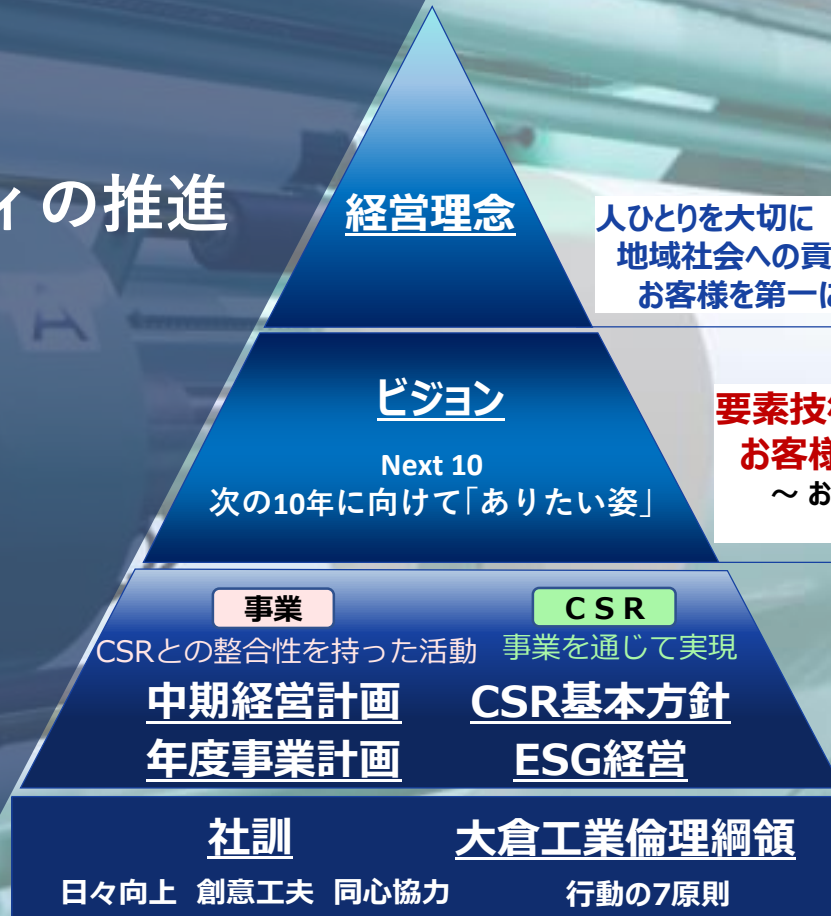 ィの推進
経営理念
人ひとりを大切に
地域社会への貢
お客様を第一に
ビジョン
Next 10
次の10年に向けて「ありたい姿」
要素技術
お客様
～ お
事業
CSR
CSRとの整合性を持った活動
事業を通じて実現
中期経営計画
CSR基本方針
年度事業計画
ESG経営
社訓
大倉工業倫理綱領
日々向上 創意工夫 同心協力
行動の7原則